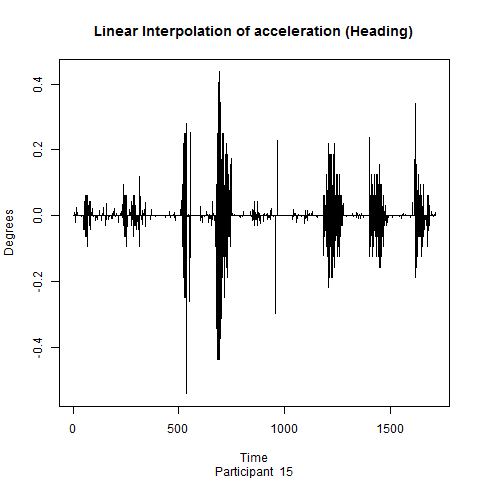 Linear Interpolation of acceleration (Heading)
Degrees
0.4
0.2
0.0
-0.2
-0.4
0 500 1000 1500
Time
Participant 15